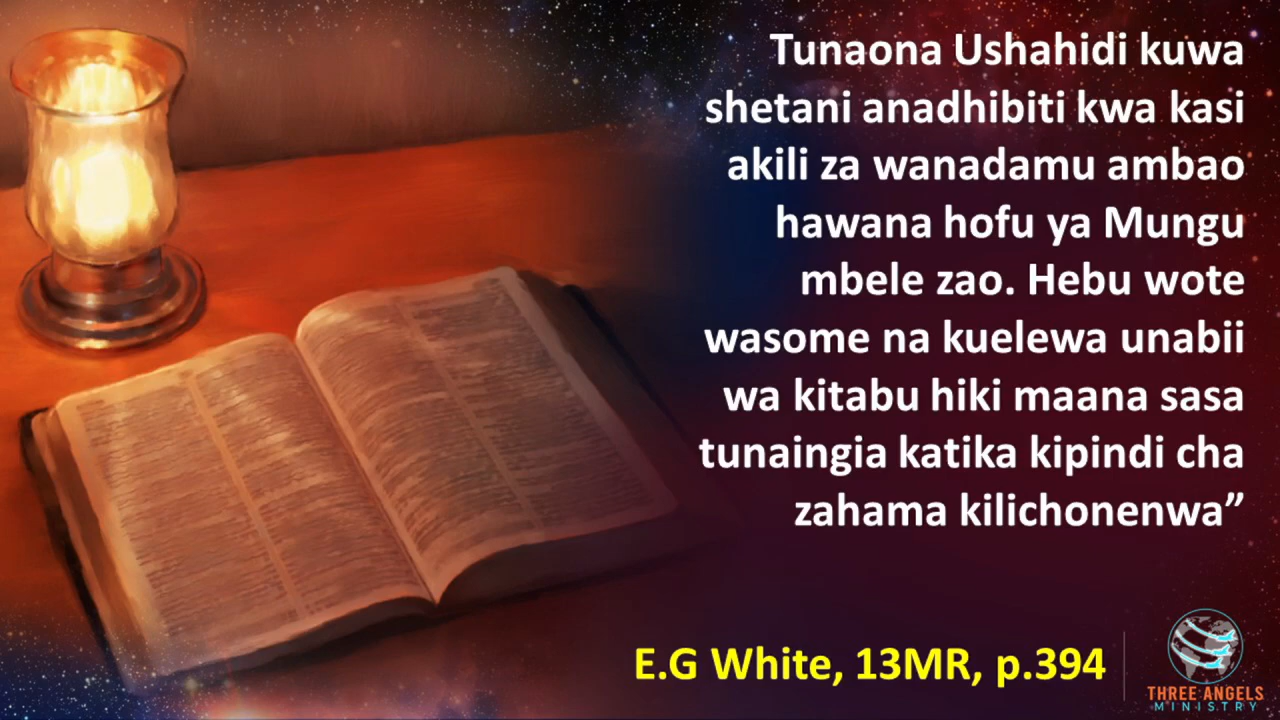 Tunaona Ushahidi kuwa
shetani anadhibiti kwa kasi
akili za wanadamu ambao
hawana hofu ya Mungu
mbele zao. Hebu wote
wasome na kuelewa unabii
wa kitabu hiki maana sasa
tunaingia katika kipindi cha
zahama kilichonenwa”
E.G White, 13MR, p.394
THREE ANGELS
MINISTRY